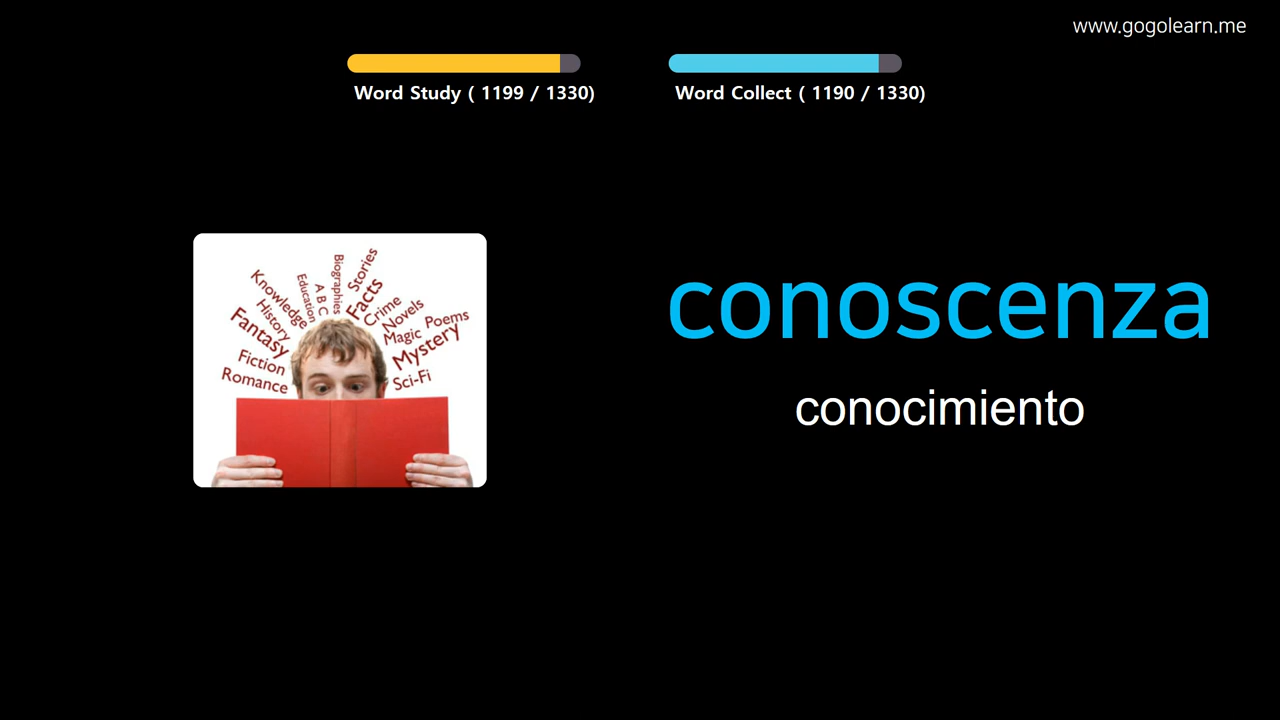 www.gogolearn.me
Word Study ( 1199 / 1330)
Word Collect ( 1190 / 1330)
conoscenza
conocimiento
Knowledge
History
Fantasy
Fiction
Romance
Education
A B C
Biographies
Stories
Facts
Crime
Novels
Magic
Poems
Mystery
Sci-Fi